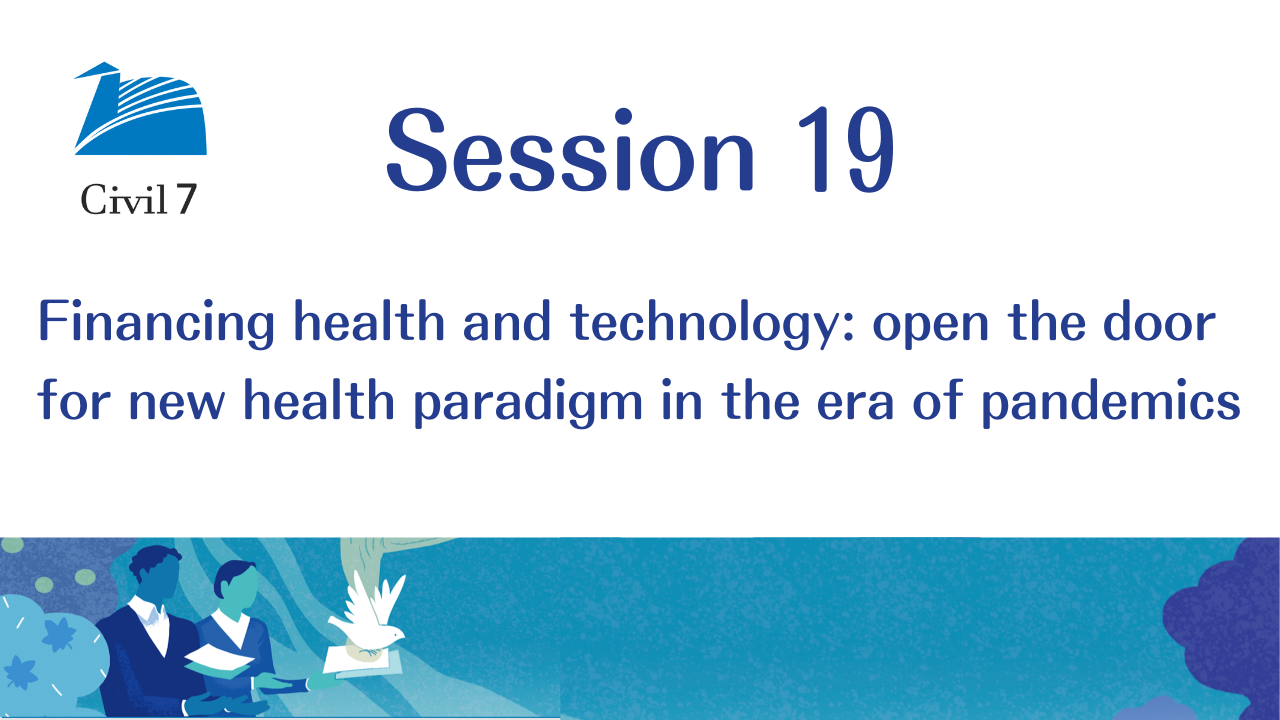 Session 19
Civil 7
Financing health and technology: open the door
for new health paradigm in the era of pandemics